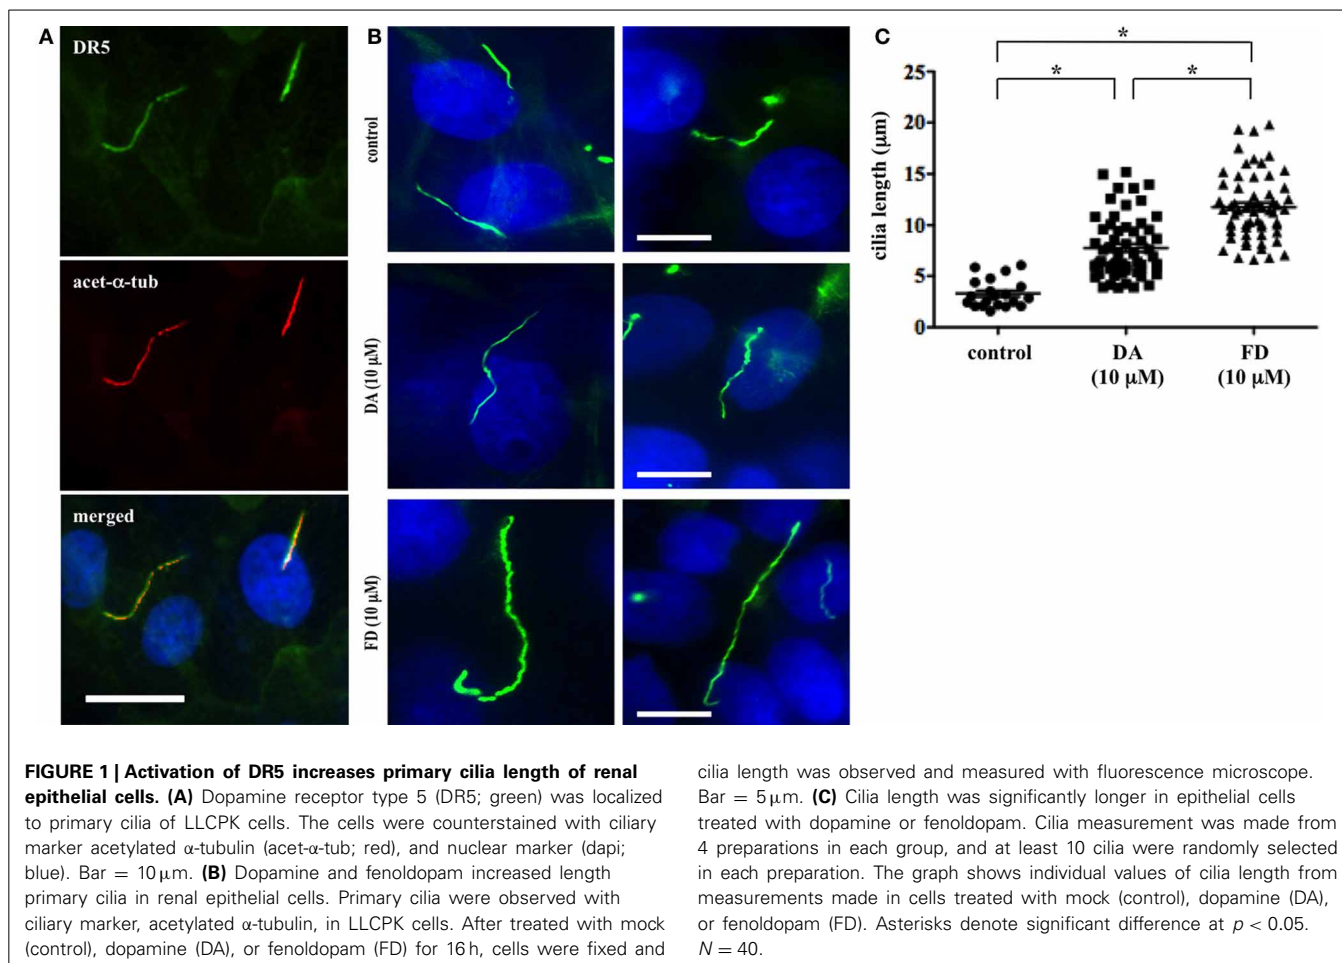 A
DR5
acet-α-tub
merged
B
control
DA (10 μM)
FD (10 μM)
C
*
*
*
cilia length (μm)
25
20
15
10
5
0
control
DA
(10 μM)
FD
(10 μM)
FIGURE 1 | Activation of DR5 increases primary cilia length of renal
epithelial cells. (A) Dopamine receptor type 5 (DR5; green) was localized
to primary cilia of LLCPK cells. The cells were counterstained with ciliary
marker acetylated α-tubulin (acet-α-tub; red), and nuclear marker (dapi;
blue). Bar = 10 μm. (B) Dopamine and fenoldopam increased length
primary cilia in renal epithelial cells. Primary cilia were observed with
ciliary marker, acetylated α-tubulin, in LLCPK cells. After treated with mock
(control), dopamine (DA), or fenoldopam (FD) for 16 h, cells were fixed and
cilia length was observed and measured with fluorescence microscope.
Bar = 5 μm. (C) Cilia length was significantly longer in epithelial cells
treated with dopamine or fenoldopam. Cilia measurement was made from
4 preparations in each group, and at least 10 cilia were randomly selected
in each preparation. The graph shows individual values of cilia length from
measurements made in cells treated with mock (control), dopamine (DA),
or fenoldopam (FD). Asterisks denote significant difference at p < 0.05.
N = 40.